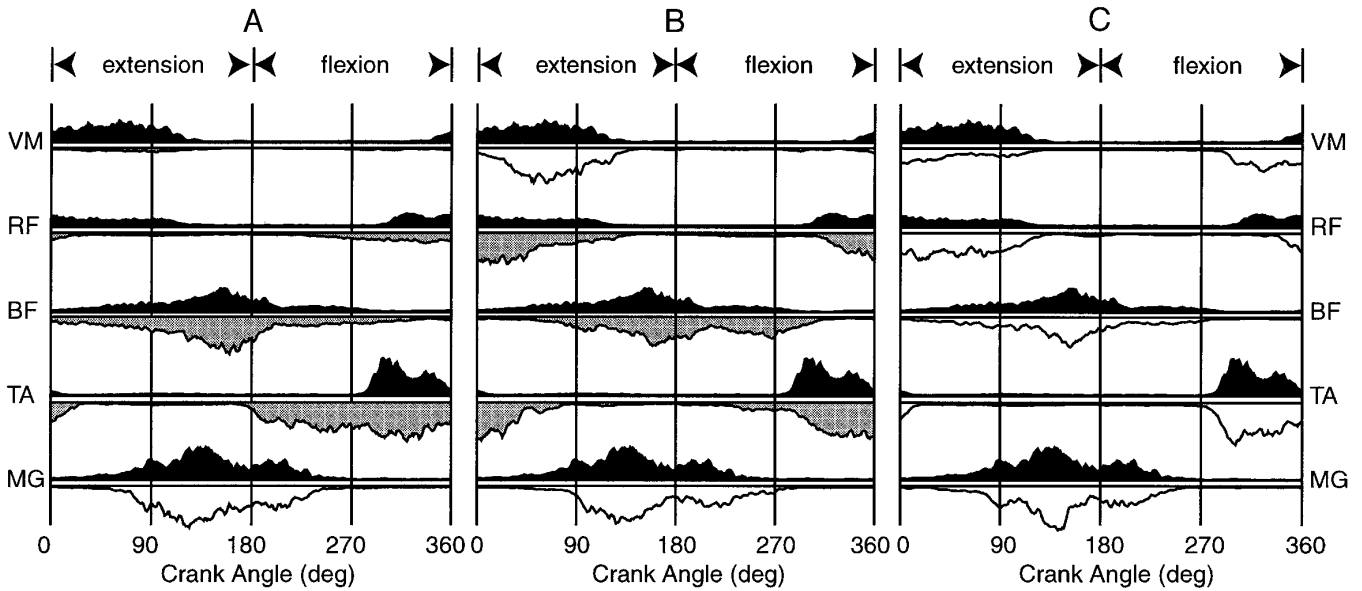 A B C
extension flexion extension flexion extension flexion
VM VM
RF RF
BF BF
TA TA
MG MG
0 90 180 270 360 0 90 180 270 360 0 90 180 270 360
Crank Angle (deg) Crank Angle (deg) Crank Angle (deg)